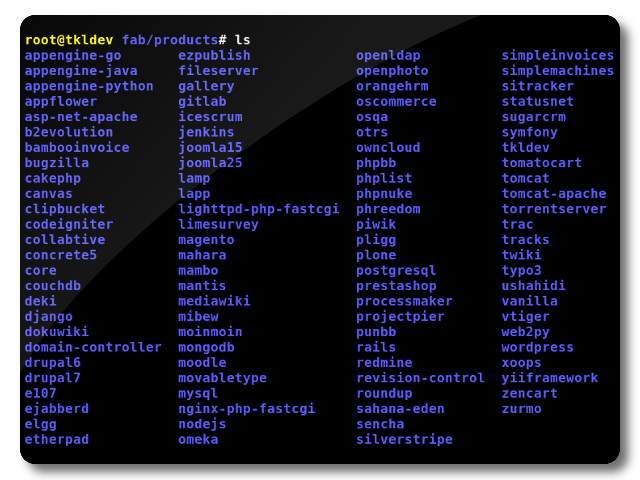 root@tkldev fab/products# ls
appengine-go ezpublish openldap simpleinvoices
appengine-java fileserver openphoto simplemachines
appengine-python gallery orangehrm sitracker
appflower gitlab oscommerce statusnet
asp-net-apache icescrum osqa sugarcrm
b2evolution jenkins otrs symfony
bambooinvoice joomla15 owncloud tkldev
bugzilla joomla25 phpbb tomatocart
cakephp lamp phplist tomcat
canvas lapp phpnuke tomcat-apache
clipbucket lighttpd-php-fastcgi phreedom torrentserver
codeigniter limesurvey piwik trac
collabtive magento pligg tracks
concrete5 mahara plone twiki
core mambo postgresql typo3
couchdb mantis prestashop ushahidi
deki mediawiki processmaker vanilla
django mibew projectpier vtiger
dokuwiki moinmoin punbb web2py
domain-controller mongodb rails wordpress
drupal6 moodle redmine xoops
drupal7 movabletype revision-control yiiframework
e107 mysql roundup zencart
ejabberd nginx-php-fastcgi sahana-eden zurmo
elgg nodejs sencha
etherpad omeka silverstripe